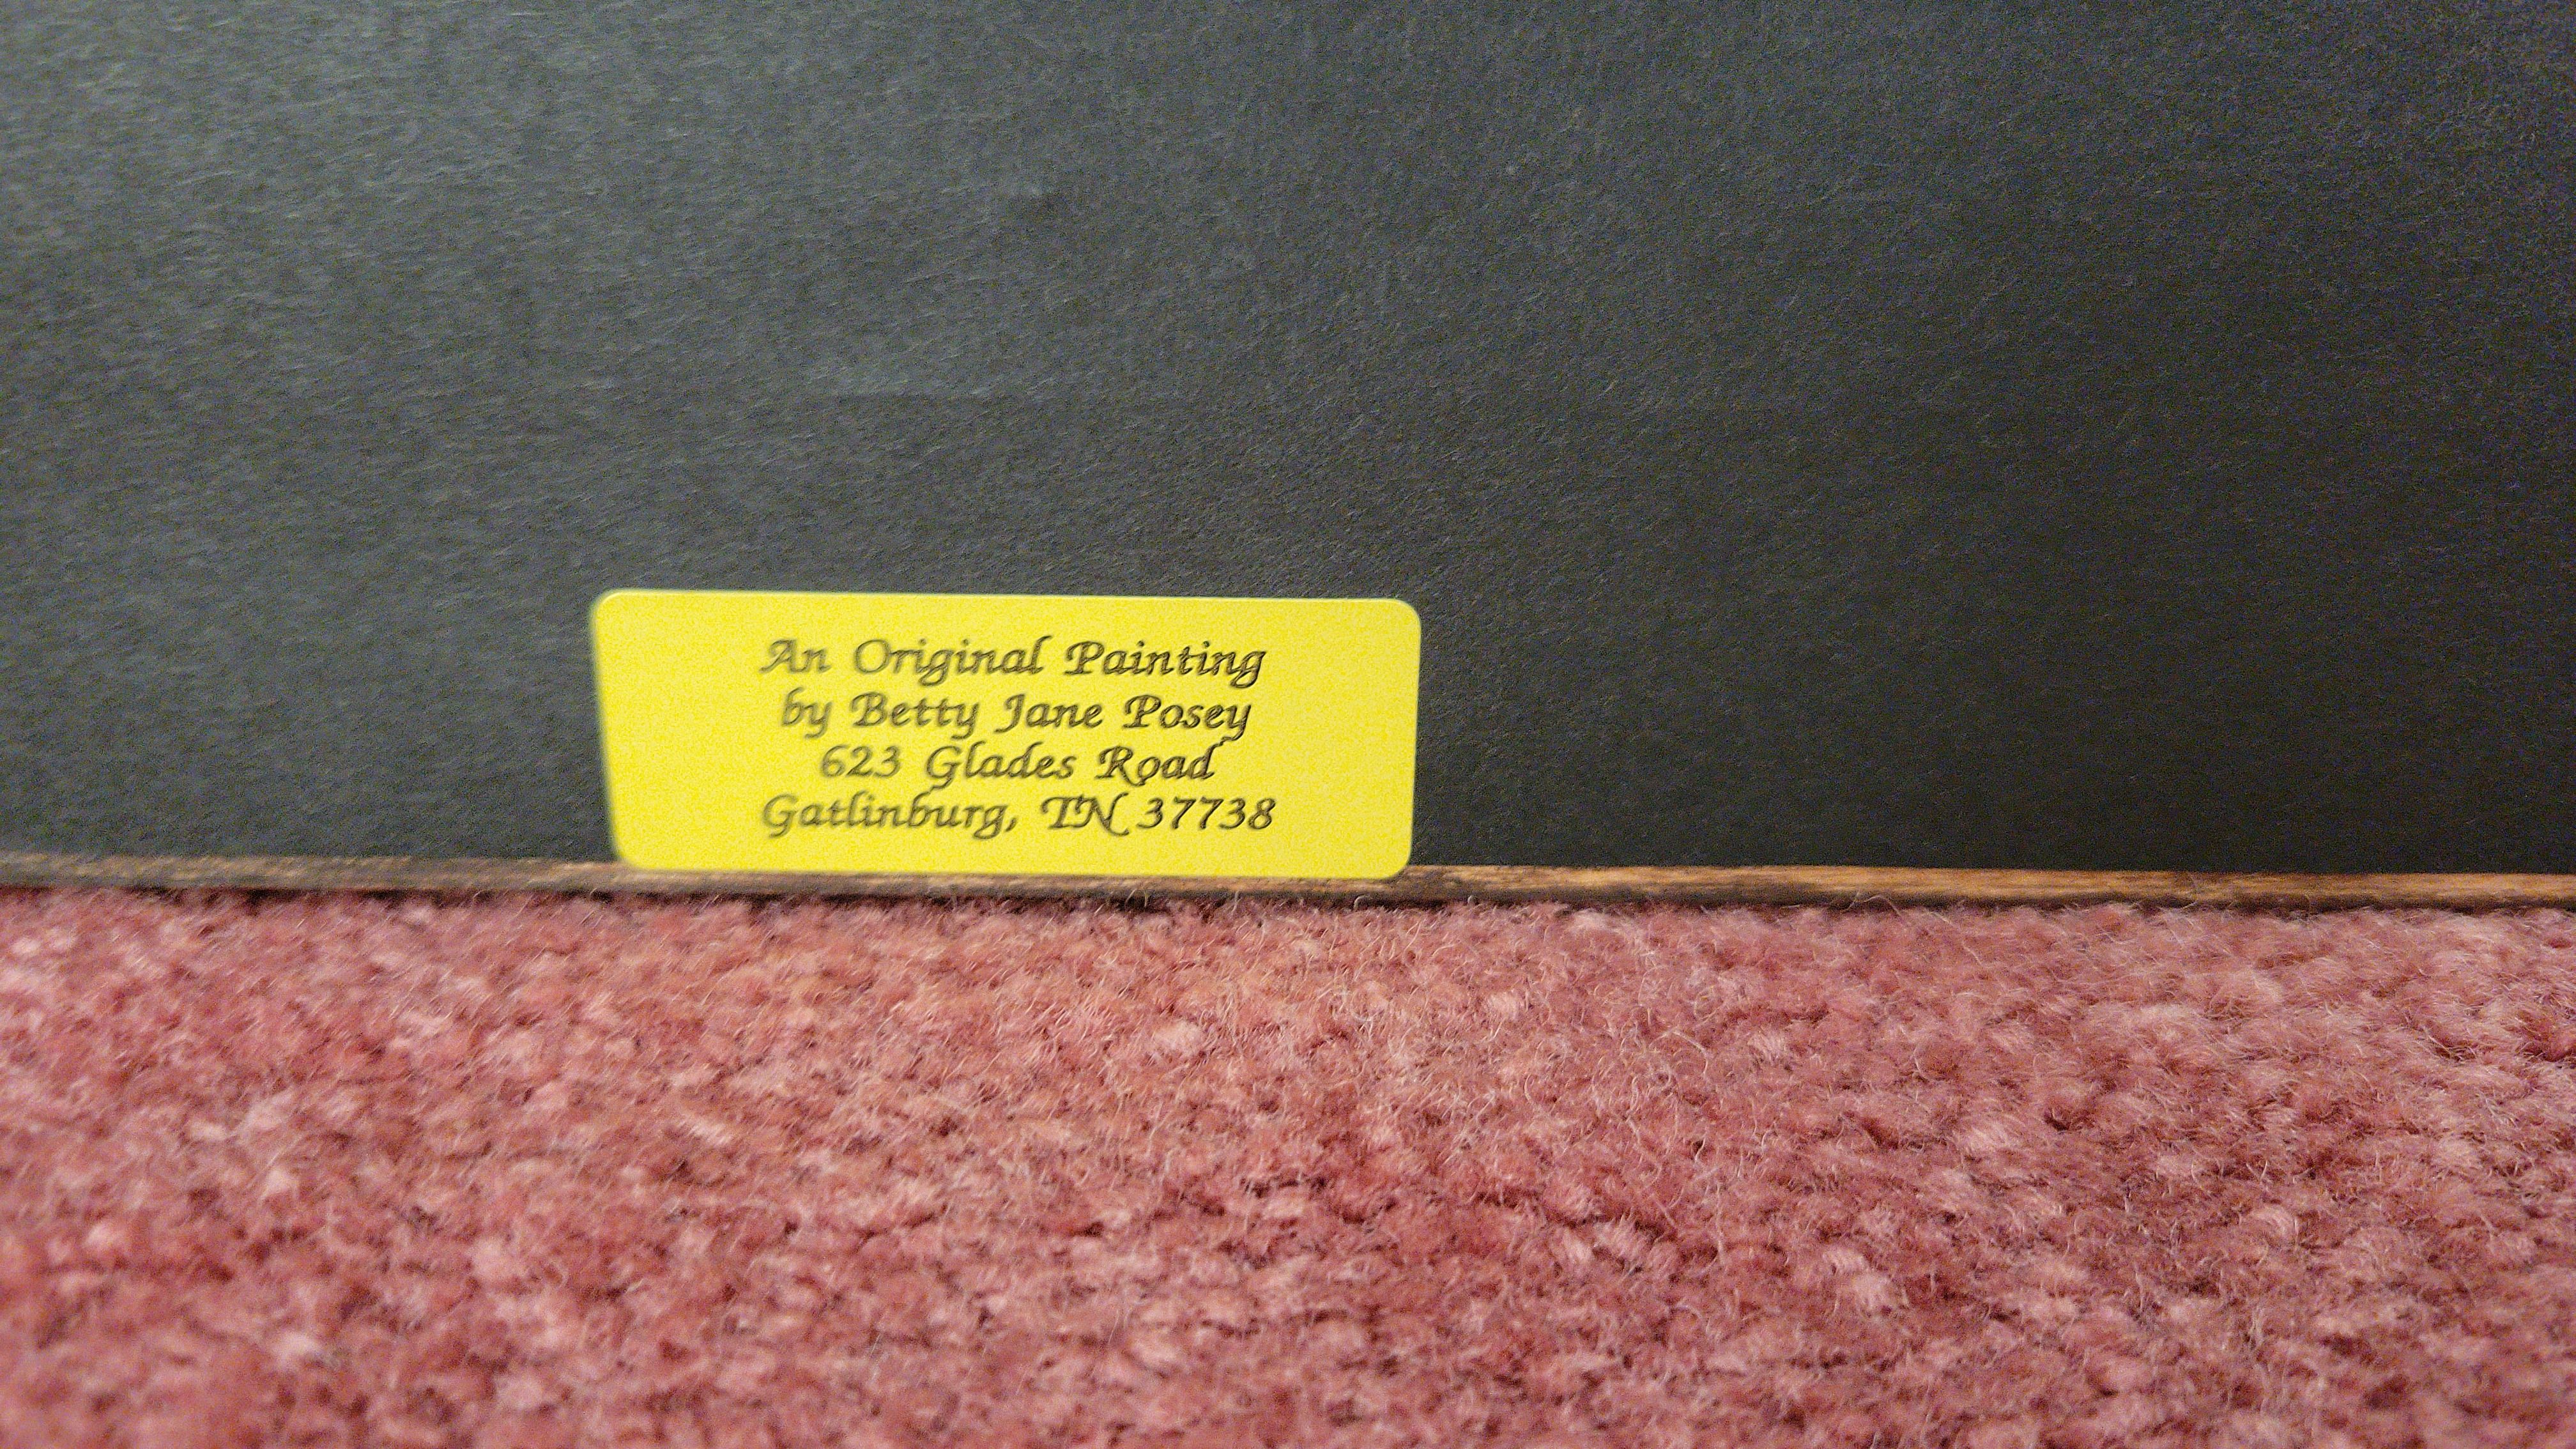 An Original Painting
by Betty Jane Posey
623 Glades Road
Gatlinburg, TN 37738